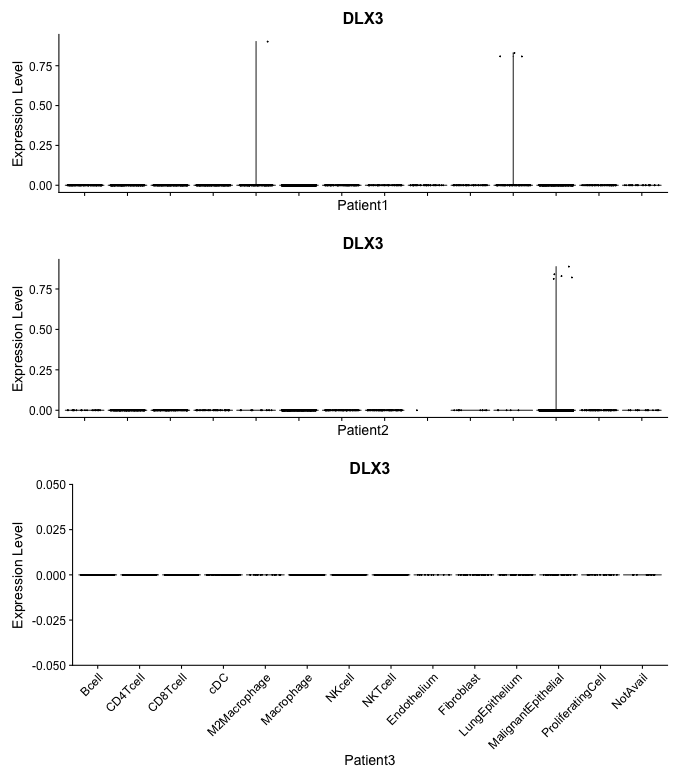 DLX3
Expression Level
0.75
0.50
0.25
0.00
Patient1
DLX3
Expression Level
0.75
0.50
0.25
0.00
Patient2
DLX3
Expression Level
0.050
0.025
0.000
-0.025
-0.050
Bcell
CD4Tcell
CD8Tcell
cDC
M2Macrophage
Macrophage
NKcell
NKTcell
Endothelium
Fibroblast
LungEpithelium
MalignantEpithelial
ProliferatingCell
NotAvail
Patient3